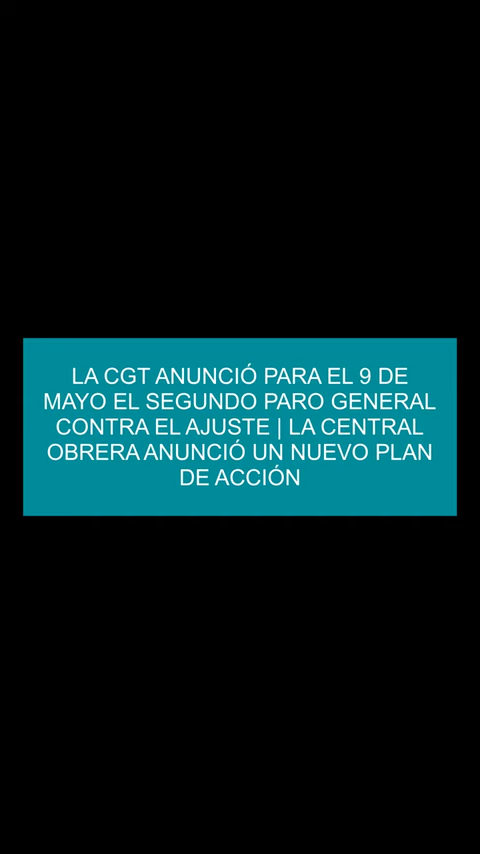 LA CGT ANUNCIÓ PARA EL 9 DE
MAYO EL SEGUNDO PARO GENERAL
CONTRA EL AJUSTE | LA CENTRAL
OBRERA ANUNCIÓ UN NUEVO PLAN
DE ACCIÓN